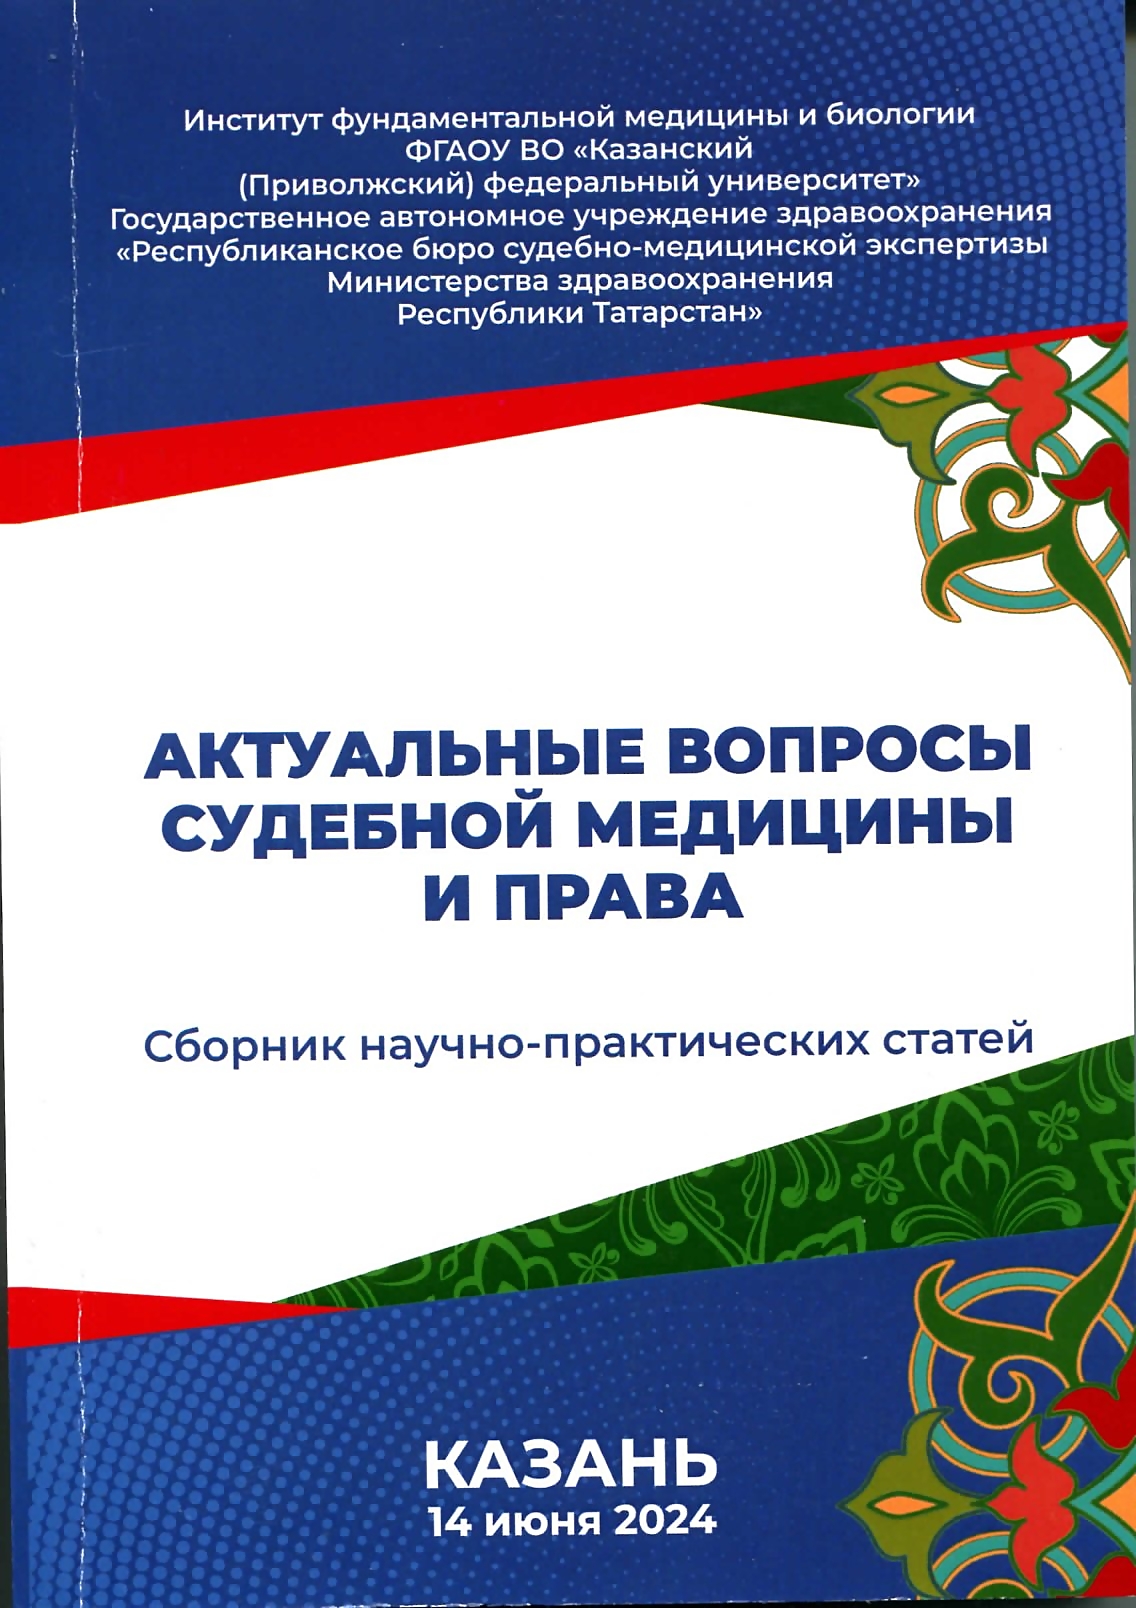 Институт фундаментальной медицины и биологии
ФГАОУ ВО «Казанский
(Приволжский) федеральный университет»
Государственное автономное учреждение здравоохранения
«Республиканское бюро судебно-медицинской экспертизы
Министерства здравоохранения
Республики Татарстан»
АКТУАЛЬНЫЕ ВОПРОСЫ
СУДЕБНОЙ МЕДИЦИНЫ
И ПРАВА
Сборник научно-практических статей
КАЗАНЬ
14 июня 2024